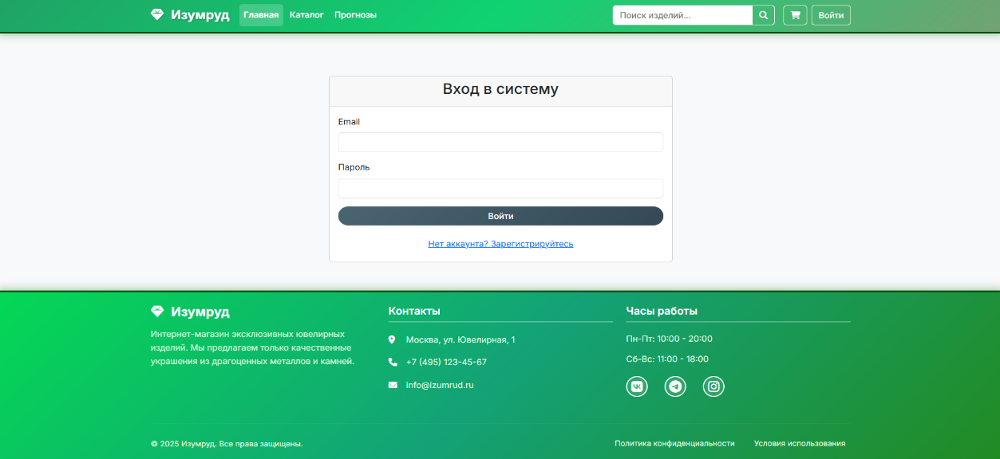 Изумруд
Главная
Каталог
Прогнозы
Поиск изделий...
Войти
Вход в систему
Email
Пароль
Войти
Нет аккаунта? Зарегистрируйтесь
Изумруд
Интернет-магазин эксклюзивных ювелирных
изделий. Мы предлагаем только качественные
украшения из драгоценных металлов и камней.
Контакты
Москва, ул. Ювелирная, 1
+7 (495) 123-45-67
info@izumrud.ru
Часы работы
Пн-Пт: 10:00 - 20:00
Сб-Вс: 11:00 - 18:00
© 2025 Изумруд. Все права защищены.
Политика конфиденциальности
Условия использования